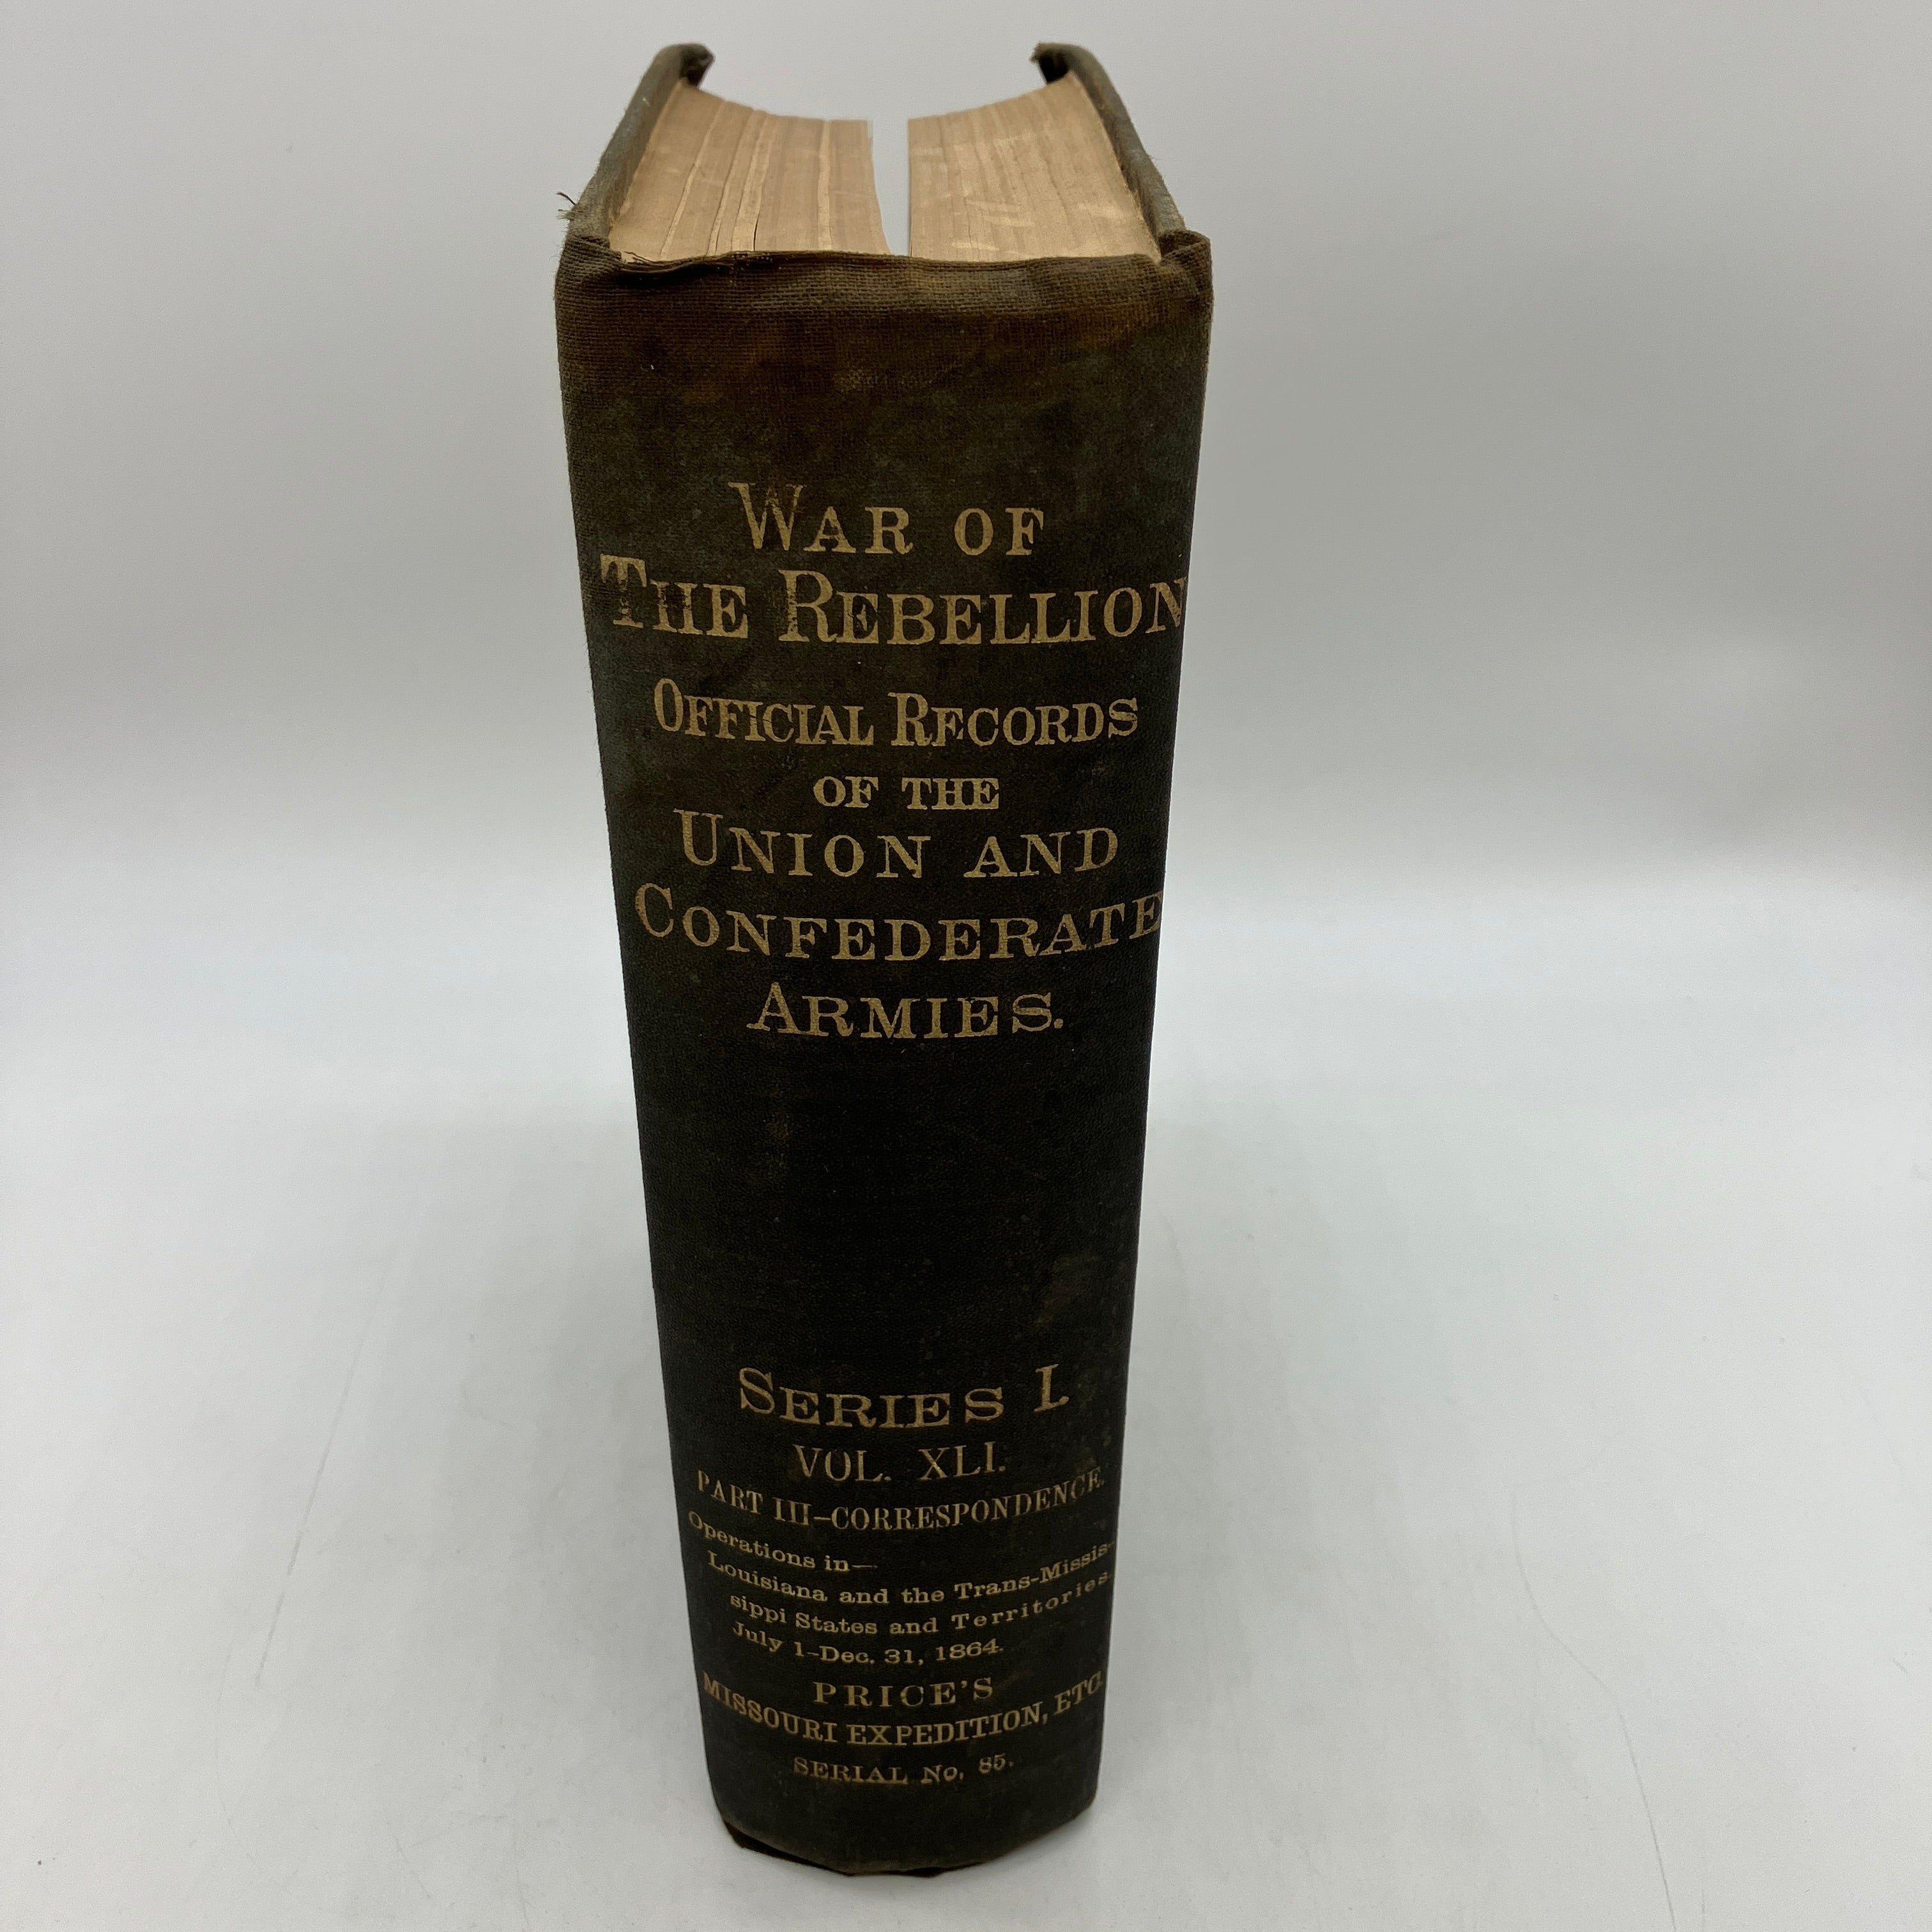 WAR OF
THE REBELLION
OFFICIAL RECORDS
OF THE
UNION AND
CONFEDERATE
ARMIES.
SERIES I.
VOL. XLI.
PART III–CORRESPONDENCE.
Operations in—
Louisiana and the Trans-Missis-
sippi States and Territories.
July 1–Dec. 31, 1864.
PRICE'S
MISSOURI EXPEDITION, ETC.
SERIAL No. 85.